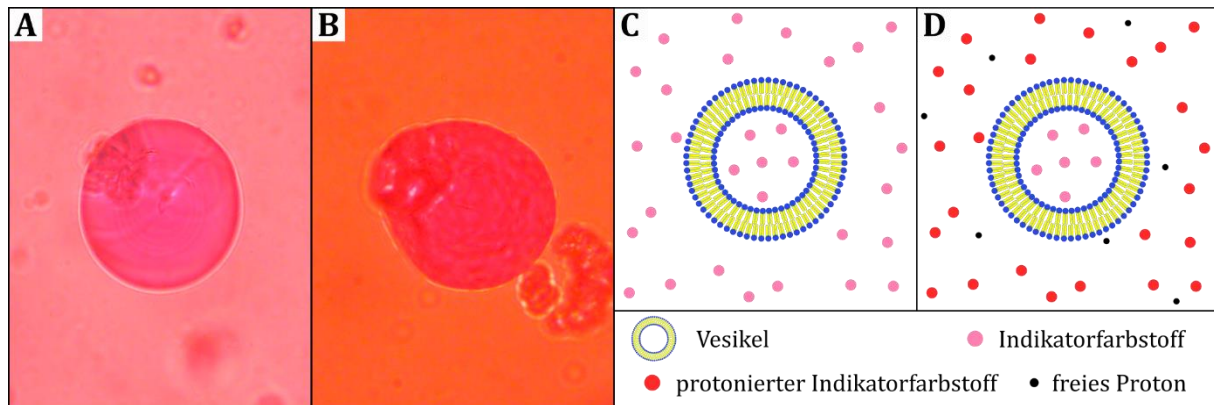 A
B
C
D
Vesikel
Indikatorfarbstoff
protonierter Indikatorfarbstoff
freies Proton